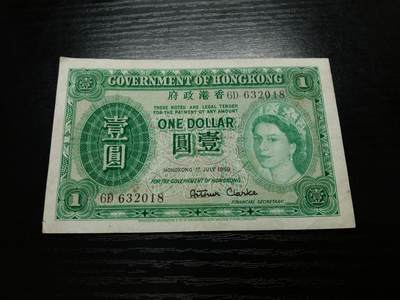 GOVERNMENT OF HONGKONG
1
1
府政港香 6D 632018
THESE NOTES ARE LEGAL TENDER
FOR THE PAYMENT OF ANY AMOUNT
ONE DOLLAR
壹
圓
圓壹
HONGKONG 1ST JULY 1959
FOR THE GOVERNMENT OF HONGKONG
6D 632018
Arthur Clarke
FINANCIAL SECRETARY
1
壹